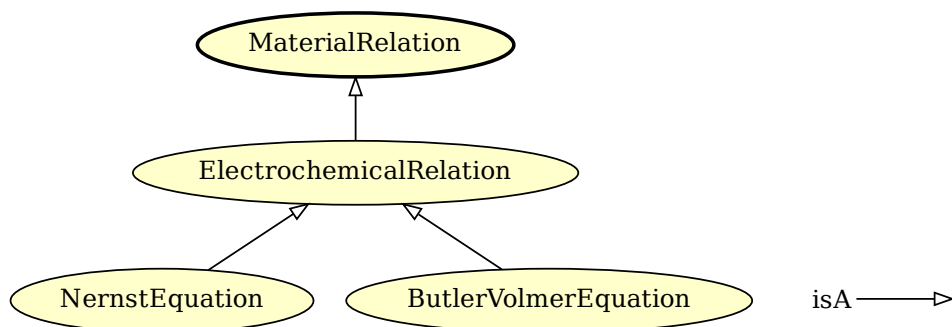 MaterialRelation
ElectrochemicalRelation
NernstEquation
ButlerVolmerEquation
isA